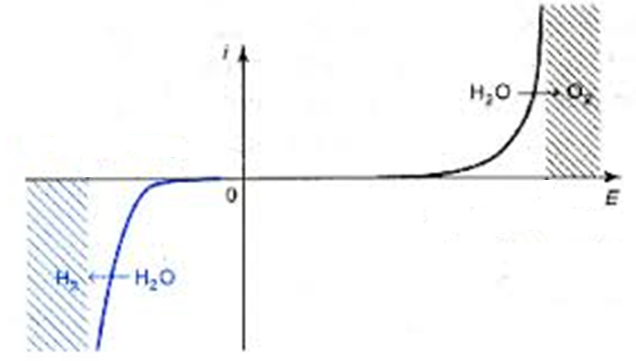 i
H₂O → O₂
0
E
H₂ ← H₂O